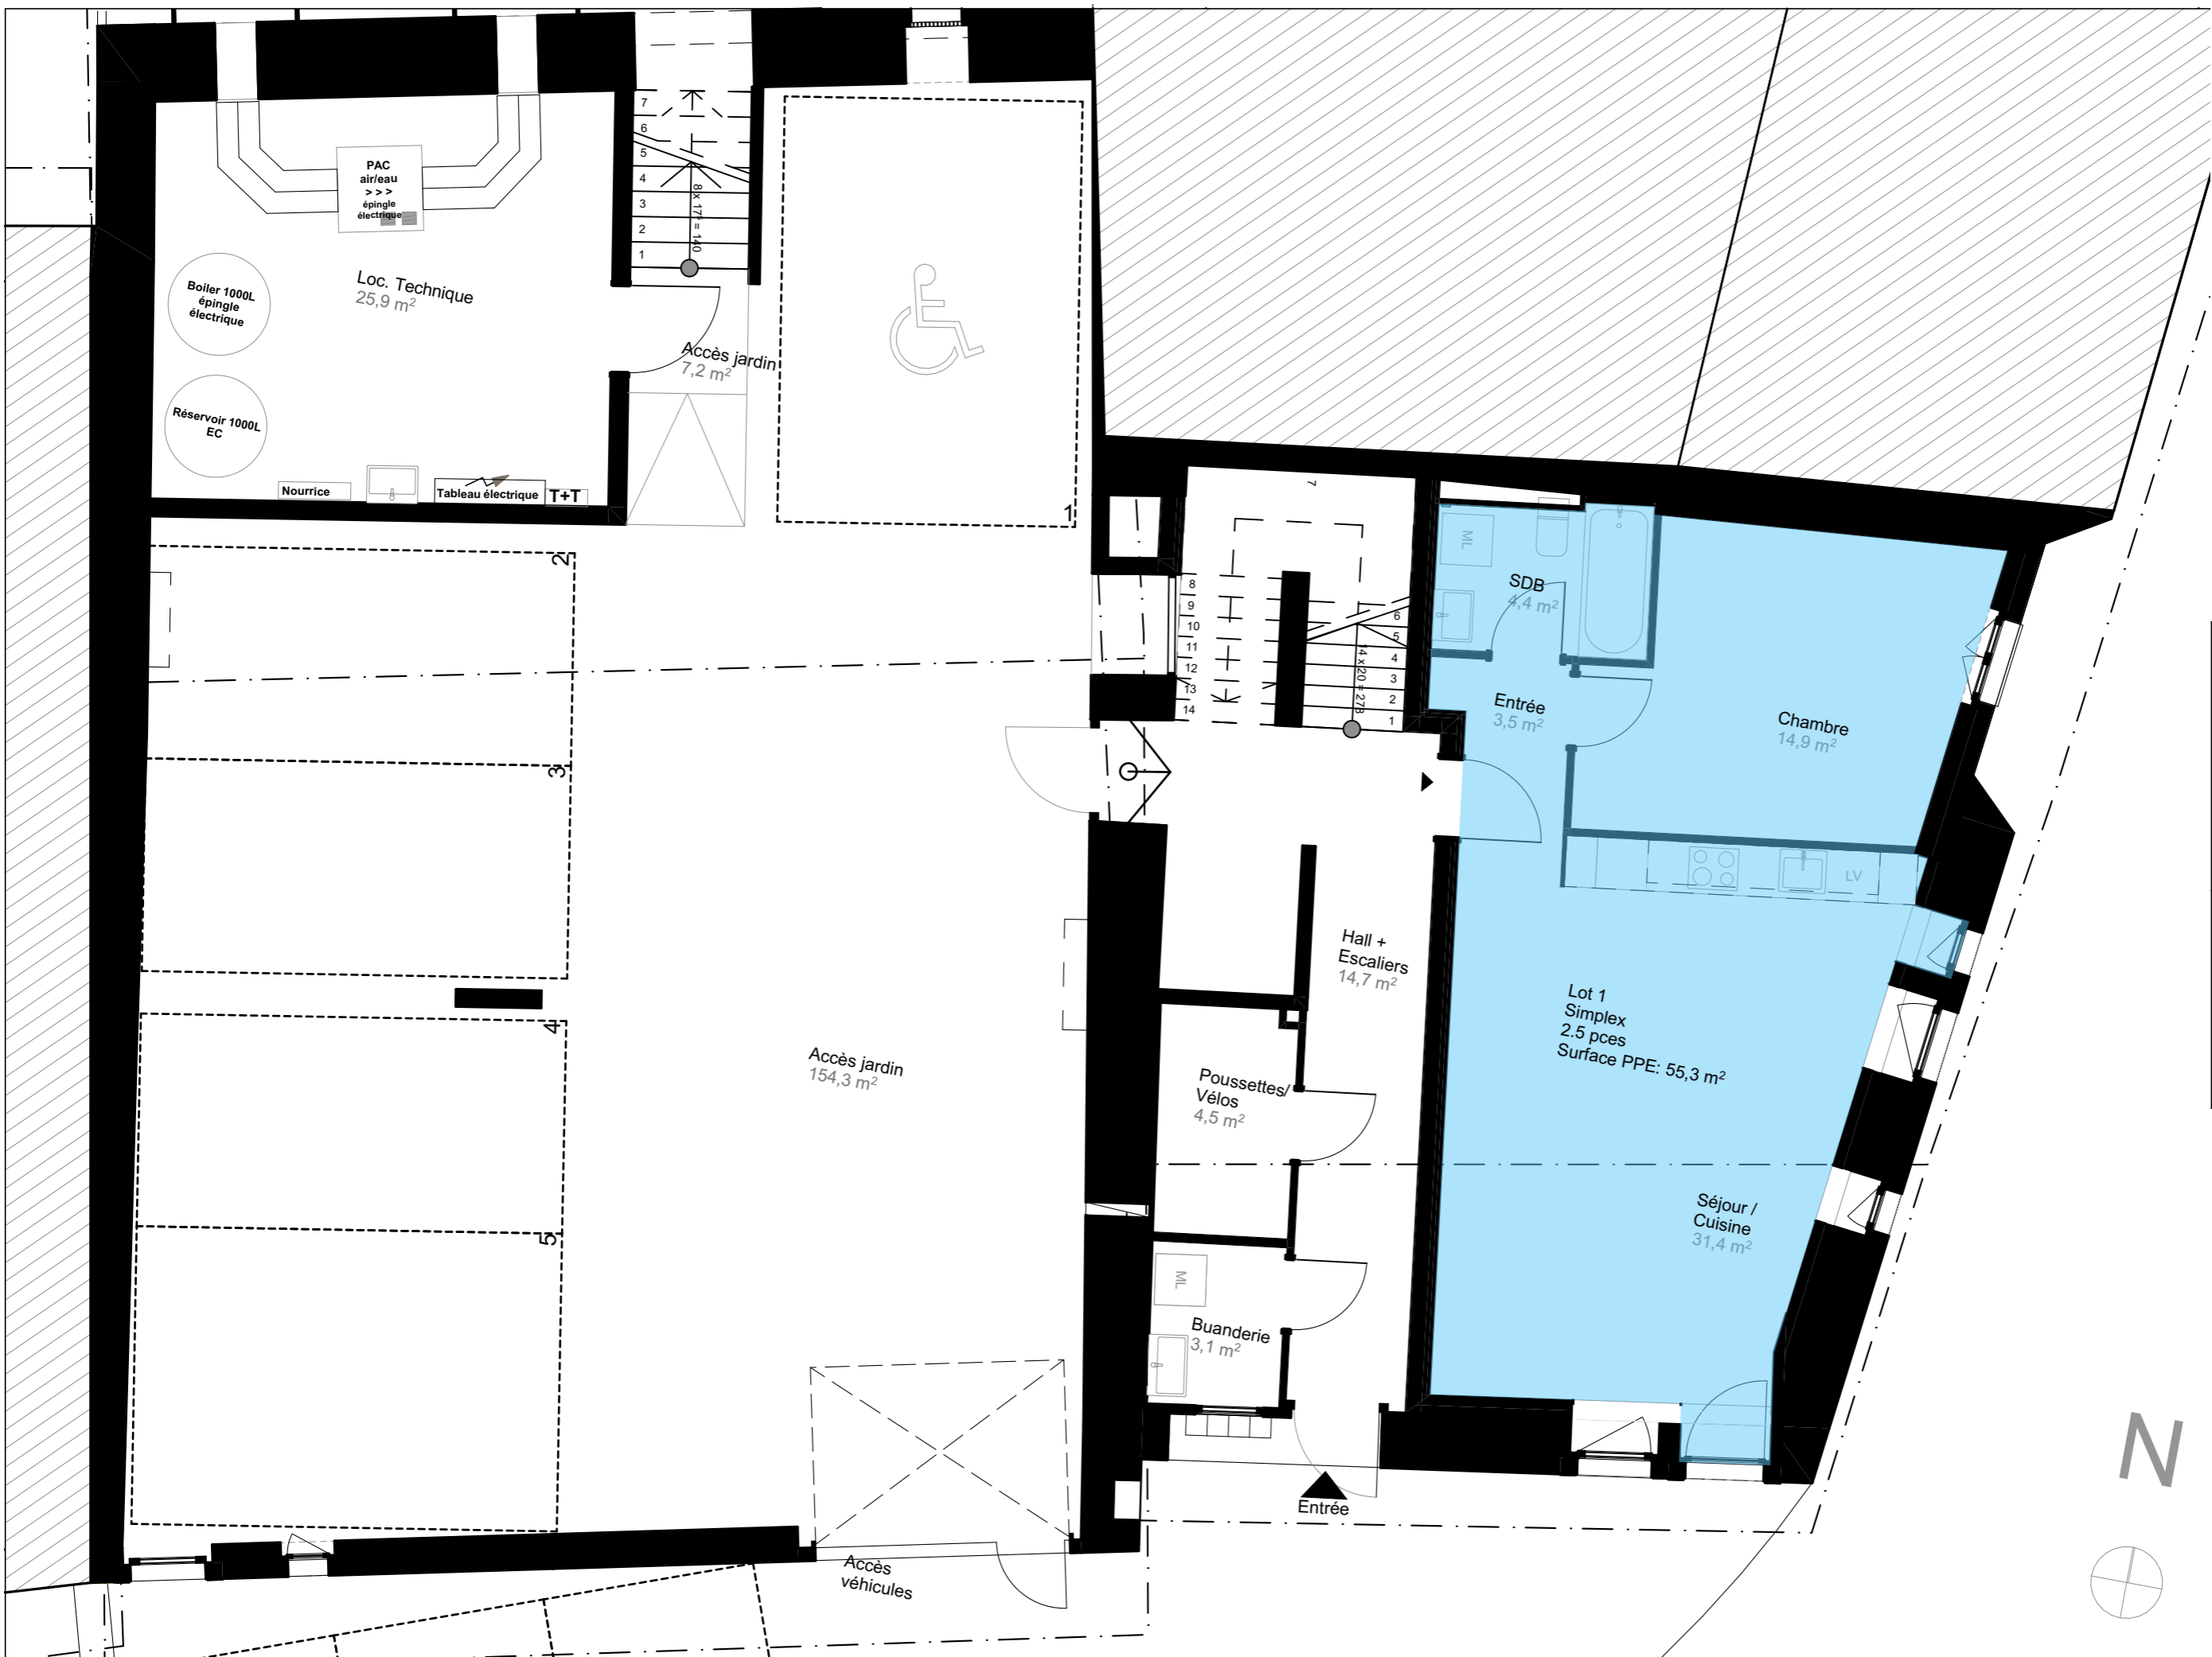 7
6
5
4
3
2
1
8 x 17⁵ = 140
PAC
air/eau
> > >
épingle
électrique
Loc. Technique
25,9 m²
Boiler 1000L
épingle
électrique
Réservoir 1000L
EC
Nourrice
Tableau électrique
T+T
Accès jardin
7,2 m²
1
2
3
4
5
7
8
9
10
11
12
13
14
6
5
4
3
2
1
14 x 20 = 273
ML
SDB
4,4 m²
Entrée
3,5 m²
Chambre
14,9 m²
LV
Hall +
Escaliers
14,7 m²
Lot 1
Simplex
2.5 pces
Surface PPE: 55,3 m²
Accès jardin
154,3 m²
Poussettes/
Vélos
4,5 m²
Séjour /
Cuisine
31,4 m²
ML
Buanderie
3,1 m²
Entrée
Accès
véhicules
N